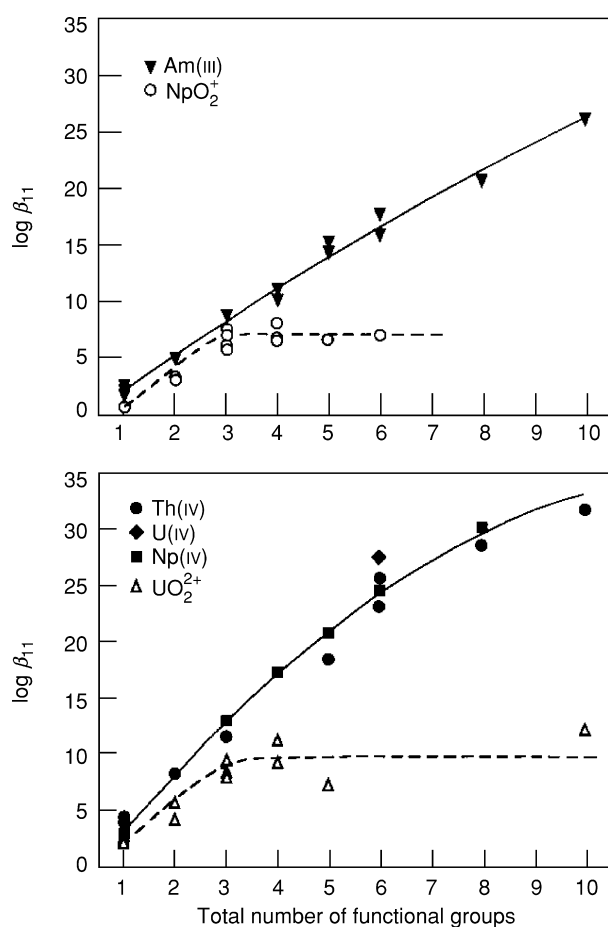 35
30
25
20
15
10
5
0
log β₁₁
▼ Am(III)
○ NpO₂⁺
1 2 3 4 5 6 7 8 9 10
35
30
25
20
15
10
5
0
log β₁₁
● Th(IV)
◆ U(IV)
■ Np(IV)
△ UO₂²⁺
1 2 3 4 5 6 7 8 9 10
Total number of functional groups